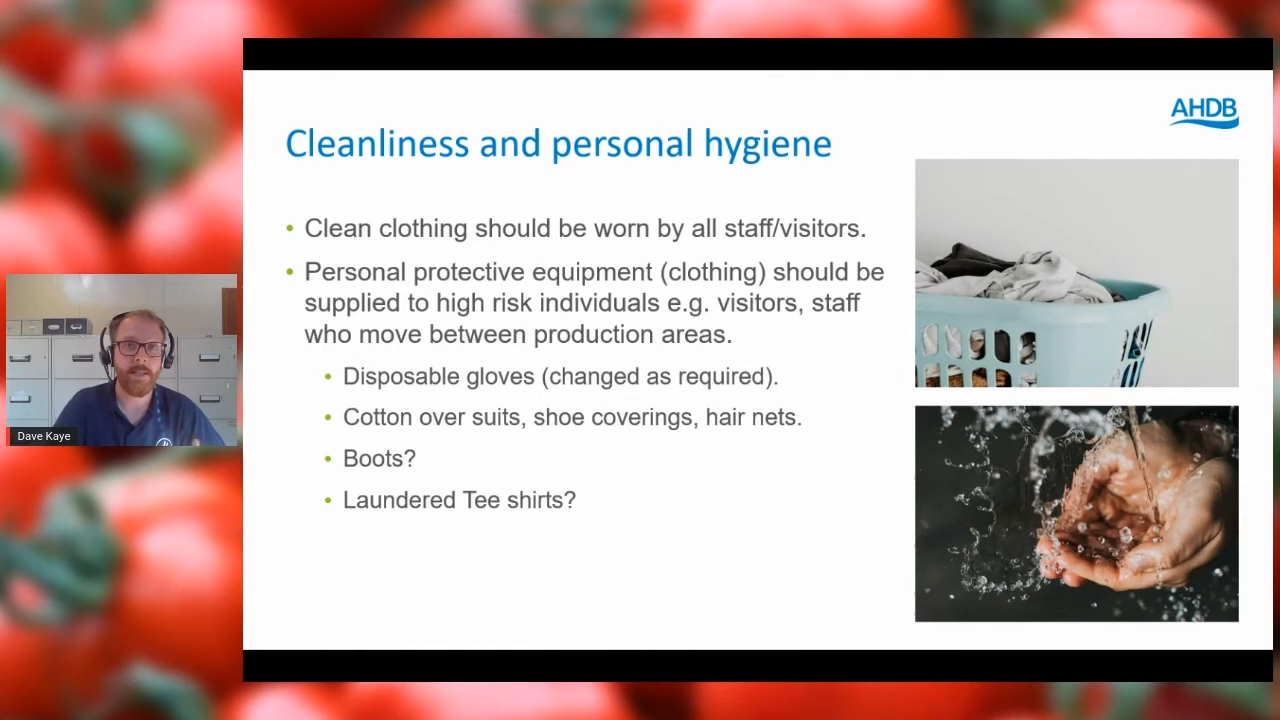 AHDB
Cleanliness and personal hygiene
• Clean clothing should be worn by all staff/visitors.
• Personal protective equipment (clothing) should be
supplied to high risk individuals e.g. visitors, staff
who move between production areas.
• Disposable gloves (changed as required).
• Cotton over suits, shoe coverings, hair nets.
• Boots?
• Laundered Tee shirts?
Dave Kaye